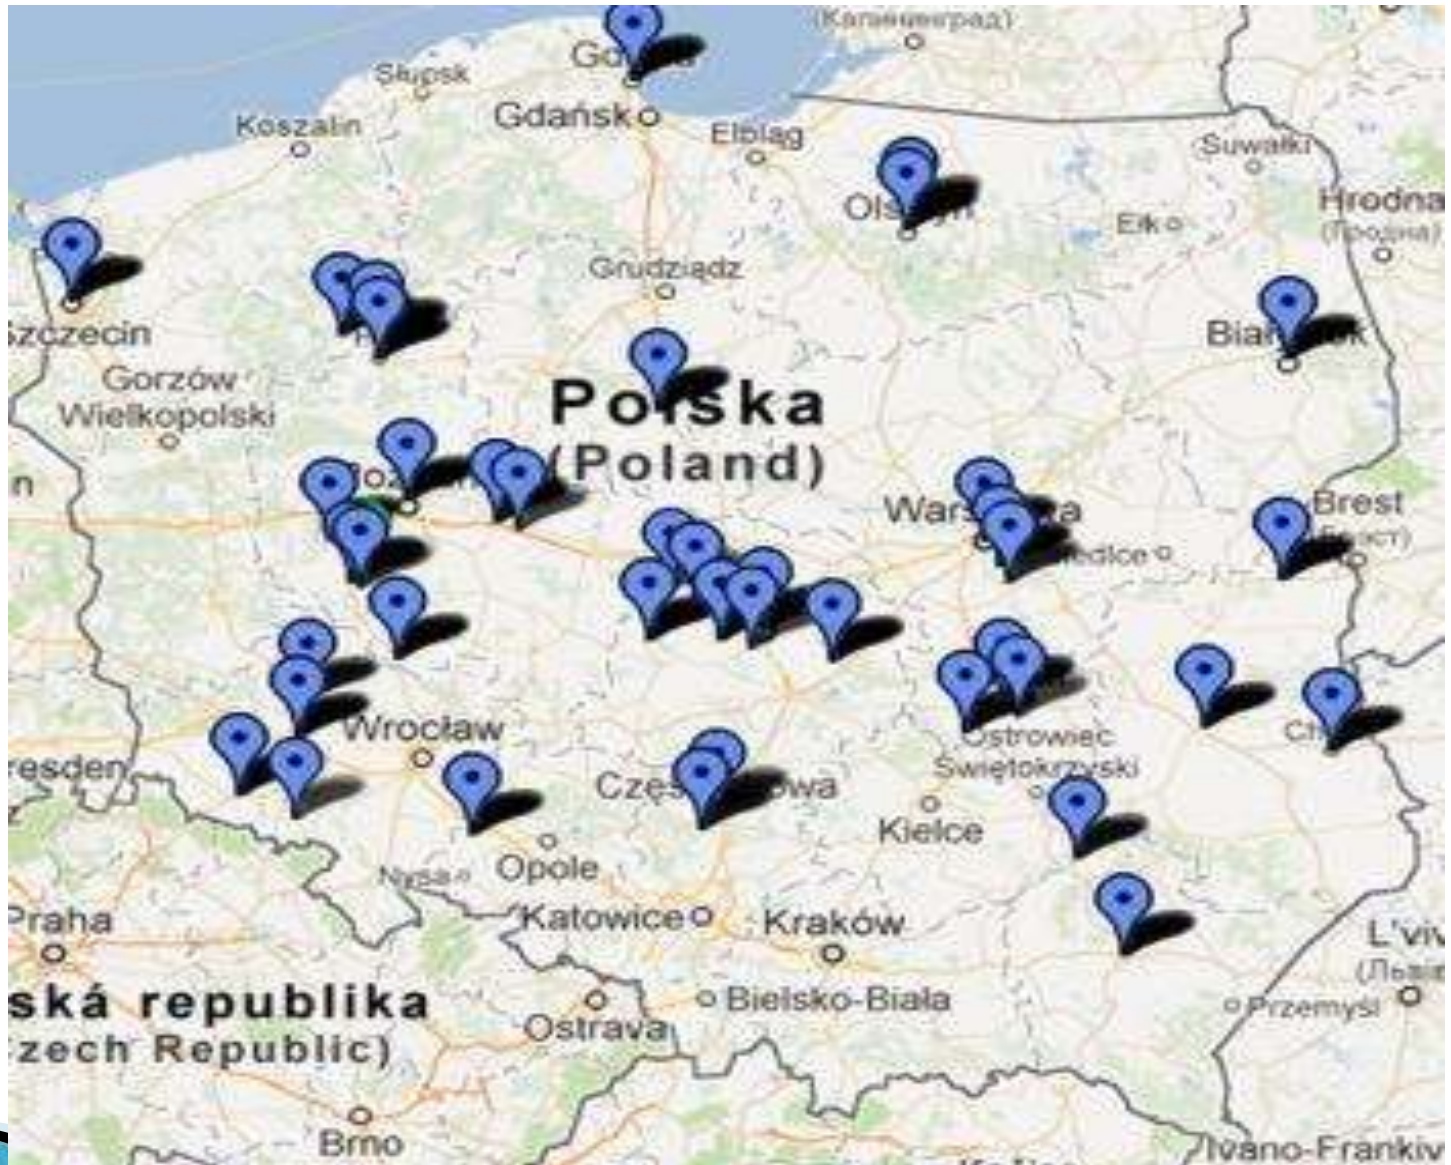 (Калининград)
Słupsk
Gdańsk
Koszalin
Elbląg
Suwałki
Hrodna
(Гродна)
Ełk
Grudziądz
Szczecin
Gorzów
Wielkopolski
Polska
(Poland)
Brest
Wrocław
Ostrowiec
Świętokrzyski
Kielce
Opole
Nysa
Katowice
Kraków
Praha
L'viv
ská republika
zech Republic)
Bielsko-Biała
Przemyśl
Ostrava
Brno
Ivano-Frankiv